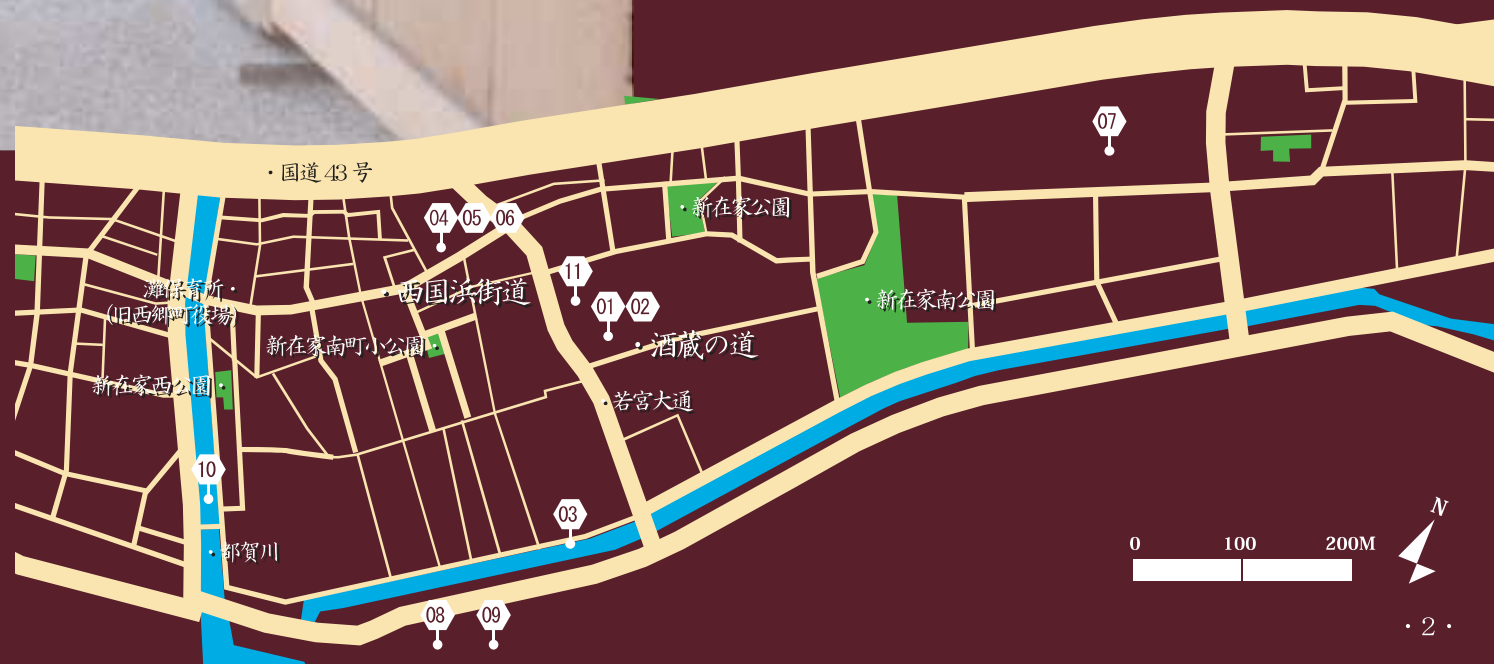 ・国道43号
07
04 05 06
・新在家公園
11
灘保育所・
(旧西郷町役場)
・西国浜街道
01 02
・新在家南公園
新在家南町小公園・
・酒蔵の道
新在家西公園・
・若宮大通
10
03
・都賀川
N
0 100 200M
08 09
・2・